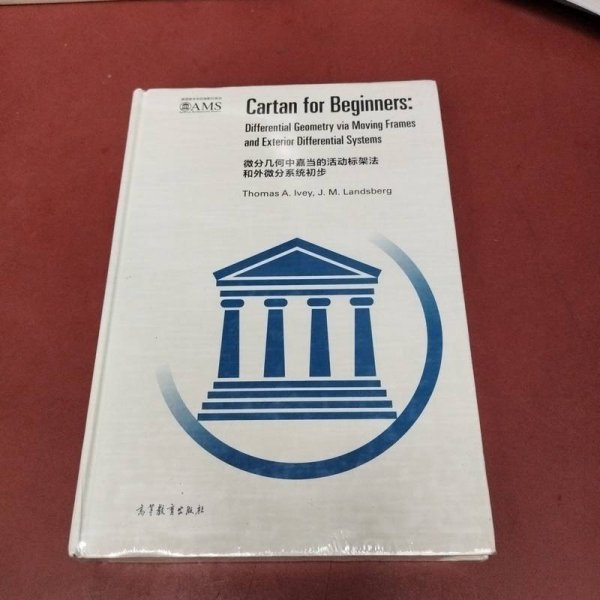 AMS
Cartan for Beginners:
Differential Geometry via Moving Frames
and Exterior Differential Systems
微分几何中嘉当的活动标架法
和外微分系统初步
Thomas A. Ivey, J. M. Landsberg
高等教育出版社